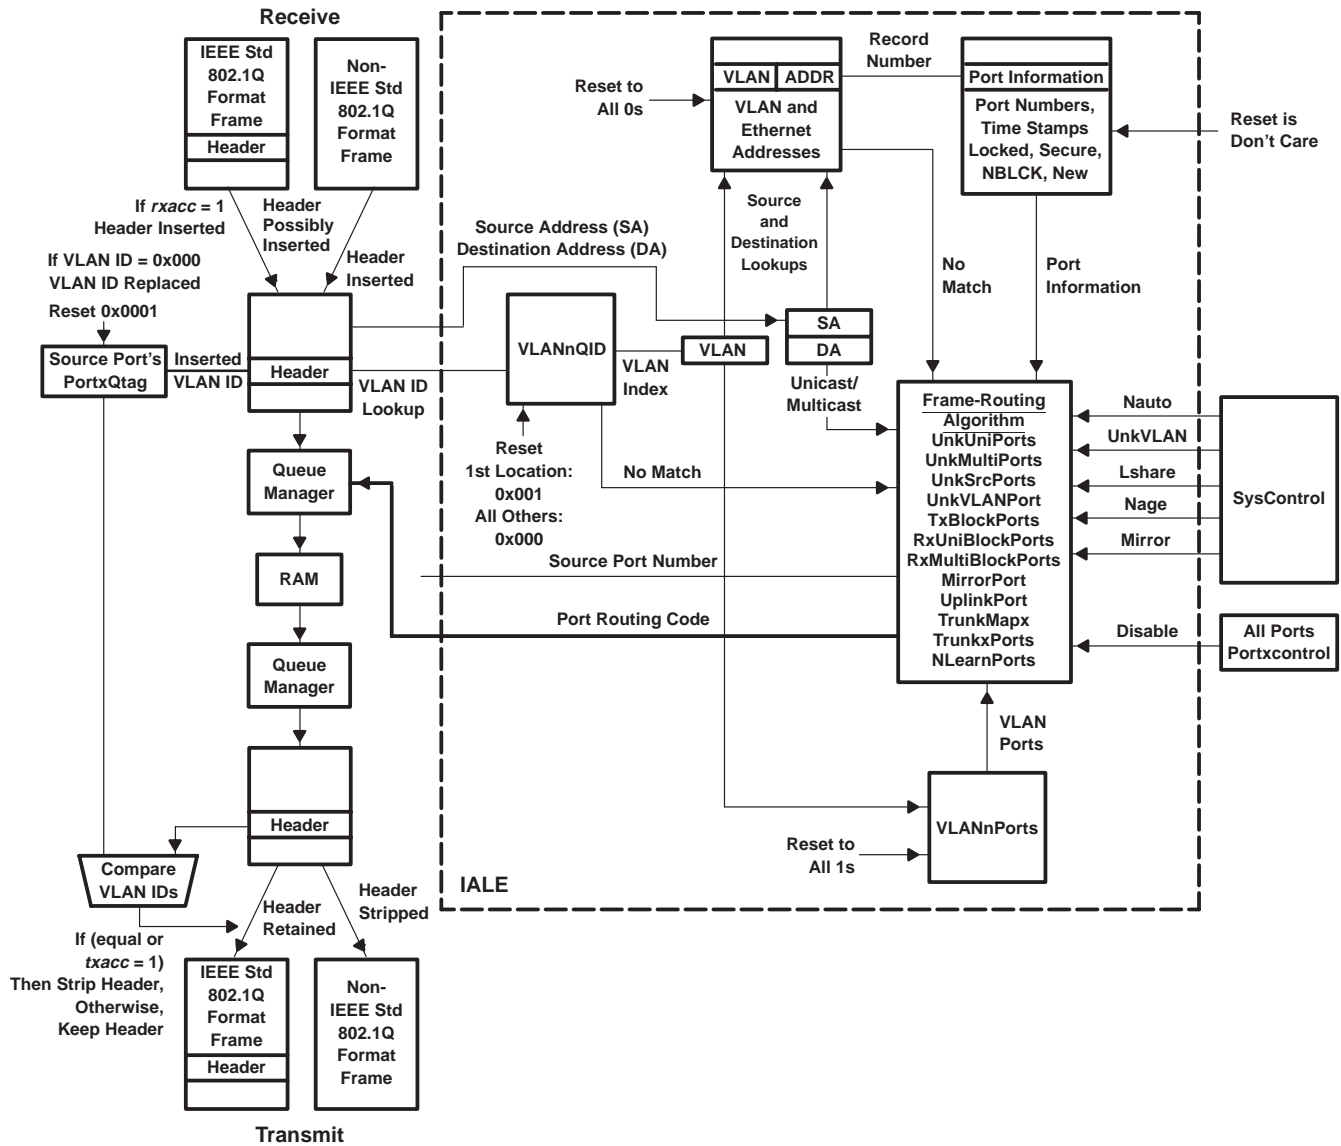 Receive
IEEE Std
802.1Q
Format
Frame
Header
Non-
IEEE Std
802.1Q
Format
Frame
If rxacc = 1
Header Inserted
Header
Possibly
Inserted
Header
Inserted
If VLAN ID = 0x000
VLAN ID Replaced
Reset 0x0001
Source Port's
PortxQtag
Inserted
VLAN ID
Header
VLAN ID
Lookup
Source Address (SA)
Destination Address (DA)
VLANnQID
VLAN
Index
VLAN
Reset
1st Location:
0x001
All Others:
0x000
No Match
Reset to
All 0s
VLAN
ADDR
VLAN and
Ethernet
Addresses
Record
Number
Port Information
Port Numbers,
Time Stamps
Locked, Secure,
NBLCK, New
Reset is
Don't Care
Source
and
Destination
Lookups
SA
DA
Unicast/
Multicast
No
Match
Port
Information
Frame-Routing
Algorithm
UnkUniPorts
UnkMultiPorts
UnkSrcPorts
UnkVLANPort
TxBlockPorts
RxUniBlockPorts
RxMultiBlockPorts
MirrorPort
UplinkPort
TrunkMapx
TrunkxPorts
NLearnPorts
Nauto
UnkVLAN
Lshare
Nage
Mirror
SysControl
Disable
All Ports
Portxcontrol
Queue
Manager
RAM
Queue
Manager
Source Port Number
Port Routing Code
VLAN
Ports
VLANnPorts
Reset to
All 1s
IALE
Header
Compare
VLAN IDs
Header
Retained
Header
Stripped
If (equal or
txacc = 1)
Then Strip Header,
Otherwise,
Keep Header
IEEE Std
802.1Q
Format
Frame
Header
Non-
IEEE Std
802.1Q
Format
Frame
Transmit